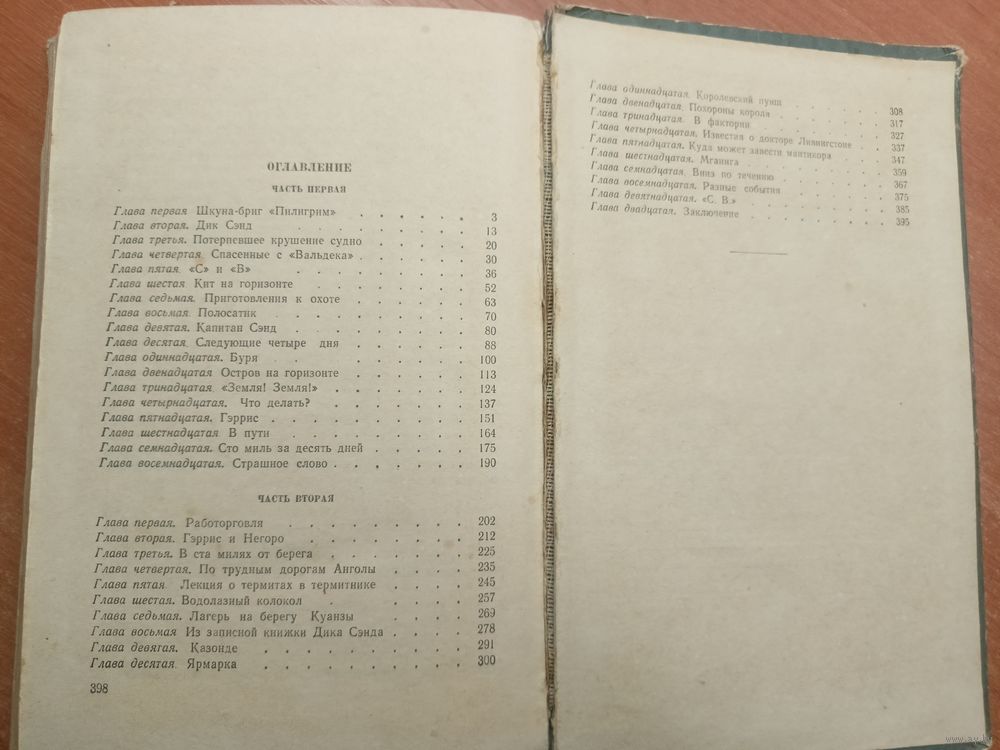 ОГЛАВЛЕНИЕ
ЧАСТЬ ПЕРВАЯ
Глава первая Шкуна-бриг «Пилигрим» . . . . . . 3
Глава вторая. Дик Сэнд . . . . . . . 13
Глава третья. Потерпевшее крушение судно . . . . . 20
Глава четвертая. Спасенные с «Вальдека» . . . . . 30
Глава пятая. «С» и «В» . . . . . . . 36
Глава шестая Кит на горизонте . . . . . . 52
Глава седьмая. Приготовления к охоте . . . . . 63
Глава восьмая. Полосатик . . . . . . . 70
Глава девятая. Капитан Сэнд . . . . . . . 80
Глава десятая. Следующие четыре дня . . . . . 88
Глава одиннадцатая. Буря . . . . . . . 100
Глава двенадцатая Остров на горизонте . . . . . 113
Глава тринадцатая. «Земля! Земля!» . . . . . . 124
Глава четырнадцатая. Что делать? . . . . . . 137
Глава пятнадцатая. Гэррис . . . . . . . 151
Глава шестнадцатая В пути . . . . . . . 164
Глава семнадцатая. Сто миль за десять дней . . . . 175
Глава восемнадцатая. Страшное слово . . . . . . 190
ЧАСТЬ ВТОРАЯ
Глава первая. Работорговля . . . . . . . 202
Глава вторая. Гэррис и Негоро . . . . . . 212
Глава третья. В ста милях от берега . . . . . . 225
Глава четвертая. По трудным дорогам Анголы . . . . 235
Глава пятая. Лекция о термитах в термитнике . . . . 245
Глава шестая. Водолазный колокол . . . . . 257
Глава седьмая. Лагерь на берегу Куанзы . . . . 269
Глава восьмая Из записной книжки Дика Сэнда . . . . 278
Глава девятая. Казонде . . . . . . . 291
Глава десятая. Ярмарка . . . . . . . 300
398
Глава одиннадцатая. Королевский пунш . . . . . 308
Глава двенадцатая. Похороны короля . . . . . . 317
Глава тринадцатая. В фактории . . . . . . 327
Глава четырнадцатая. Известия о докторе Ливингстоне . . 337
Глава пятнадцатая. Куда может завести мантикора . . . 347
Глава шестнадцатая. Мганнга . . . . . . 359
Глава семнадцатая. Вниз по течению . . . . . 367
Глава восемнадцатая. Разные события . . . . . 375
Глава девятнадцатая. «С. В.» . . . . . . 385
Глава двадцатая. Заключение . . . . . . 395
www.ay.by